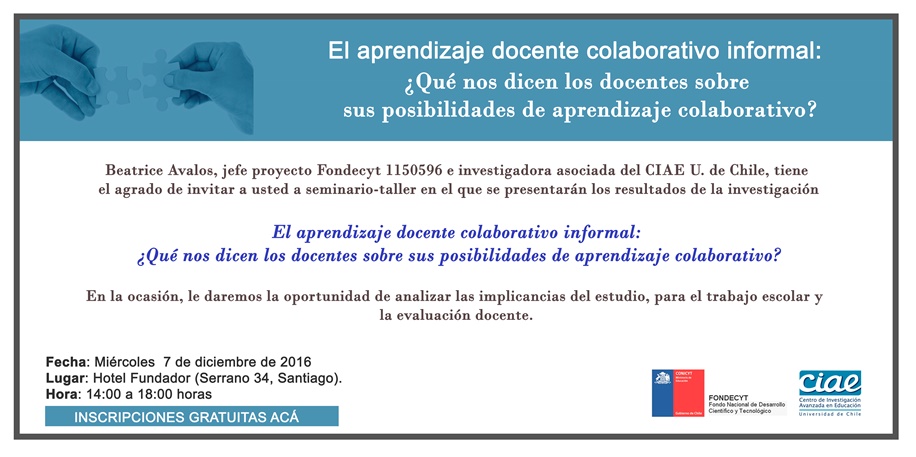 El aprendizaje docente colaborativo informal:
¿Qué nos dicen los docentes sobre
sus posibilidades de aprendizaje colaborativo?
Beatrice Avalos, jefe proyecto Fondecyt 1150596 e investigadora asociada del CIAE U. de Chile, tiene
el agrado de invitar a usted a seminario-taller en el que se presentarán los resultados de la investigación
El aprendizaje docente colaborativo informal:
¿Qué nos dicen los docentes sobre sus posibilidades de aprendizaje colaborativo?
En la ocasión, le daremos la oportunidad de analizar las implicancias del estudio, para el trabajo escolar y
la evaluación docente.
Fecha: Miércoles 7 de diciembre de 2016
Lugar: Hotel Fundador (Serrano 34, Santiago).
Hora: 14:00 a 18:00 horas
INSCRIPCIONES GRATUITAS ACÁ
CONICYT
FONDECYT
Fondo Nacional de Desarrollo
Científico y Tecnológico
ciae
Centro de Investigación
Avanzada en Educación
Universidad de Chile